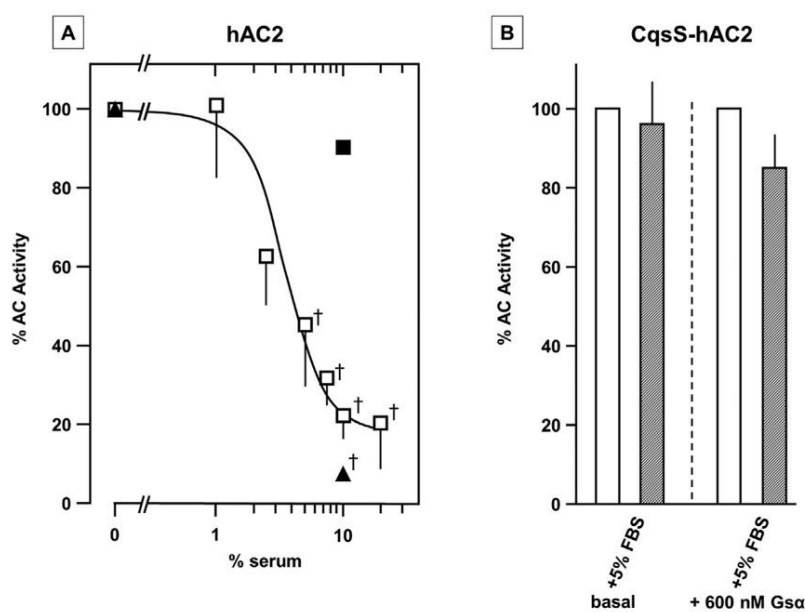 A
hAC2
% AC Activity
100
80
60
40
20
0
†
†
†
†
†
0
1
10
% serum
B
CqsS-hAC2
% AC Activity
100
80
60
40
20
0
+5% FBS
+5% FBS
basal
+ 600 nM Gsα